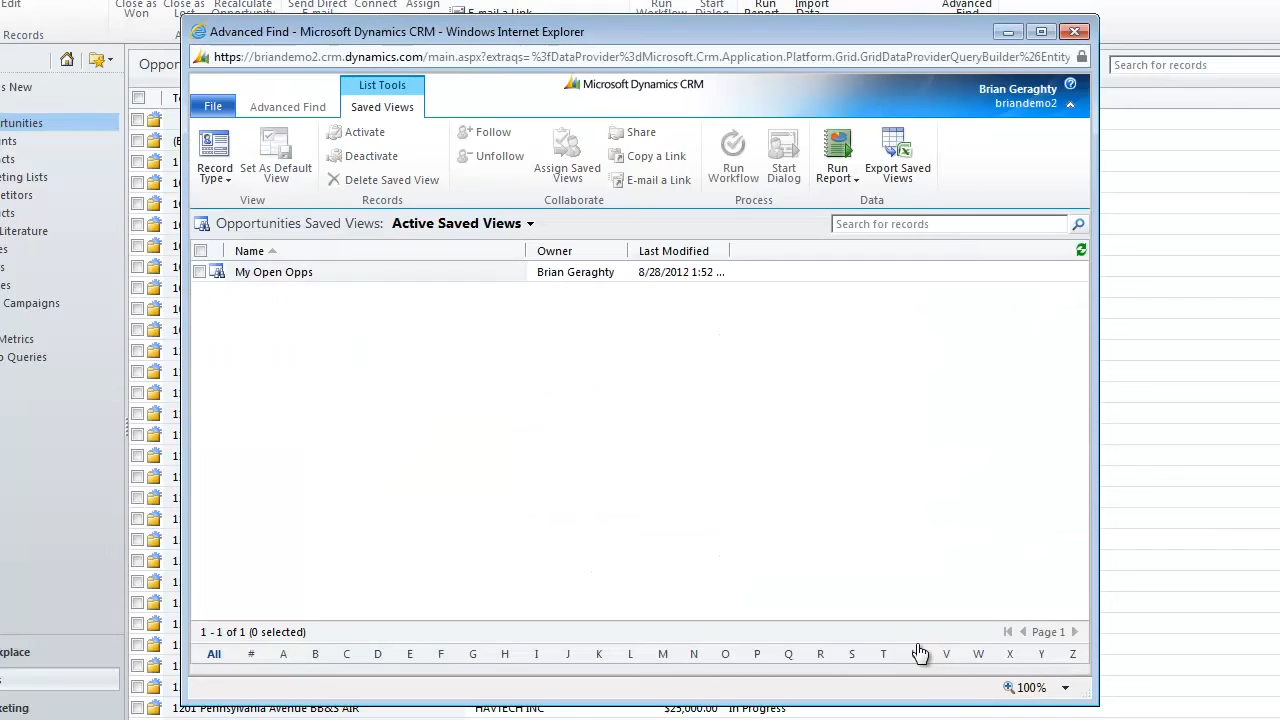 Edit
Close as
Won
Close as
Lost
Recalculate
Opportunity
Send Direct
E-mail
Connect
Assign
E-mail a Link
Run
Workflow
Start
Dialog
Run
Report
Import
Data
Advanced
Find
Records
Advanced Find - Microsoft Dynamics CRM - Windows Internet Explorer
https://briandemo2.crm.dynamics.com/main.aspx?extraqs=%3fDataProvider%3dMicrosoft.Crm.Application.Platform.Grid.GridDataProviderQueryBuilder%26Entity
Oppor
Search for records
List Tools
Microsoft Dynamics CRM
Brian Geraghty
briandemo2
File
Advanced Find
Saved Views
Record
Type
Set As Default
View
Activate
Deactivate
Delete Saved View
Follow
Unfollow
Assign Saved
Views
Share
Copy a Link
E-mail a Link
Run
Workflow
Start
Dialog
Run
Report
Export Saved
Views
View
Records
Collaborate
Process
Data
Opportunities Saved Views: Active Saved Views
Search for records
Name
Owner
Last Modified
My Open Opps
Brian Geraghty
8/28/2012 1:52 ...
1 - 1 of 1 (0 selected)
Page 1
All # A B C D E F G H I J K L M N O P Q R S T V W X Y Z
100%
s New
rtunities
nts
cts
eting Lists
etitors
cts
Literature
es
s
es
Campaigns
Metrics
o Queries
kplace
s
keting
1201 Pennsylvania Avenue BB&S AIR
HAVTECH INC
$25,000.00
In Progress